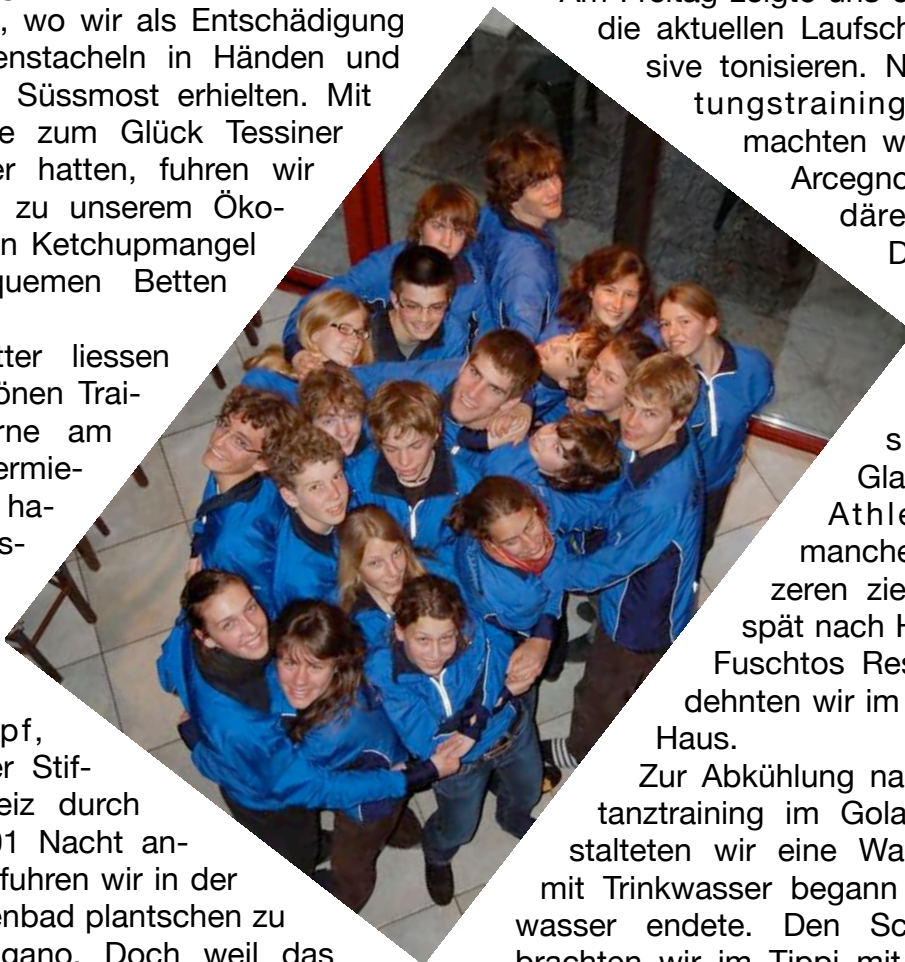 , wo wir als Entschädigung
enstacheln in Händen und
Süssmost erhielten. Mit
e zum Glück Tessiner
er hatten, fuhren wir
zu unserem Öko-
n Ketchupmangel
quemen Betten
tter liessen
önen Trai-
rne am
ermie-
ha-
s-
pf,
er Stif-
eiz durch
01 Nacht an-
fuhren wir in der
enbad plantschen zu
gano. Doch weil das
die aktuellen Laufsch
sive tonisieren. N
tungstraining
machten w
Arcegno
däre
D
s
Gla
Athle
manche
zeren zie
spät nach H
Fuschtos Res
dehnten wir im
Haus.
Zur Abkühlung na
tanztraining im Gola
stalteten wir eine Wa
mit Trinkwasser begann
wasser endete. Den Sc
brachten wir im Tippi mit